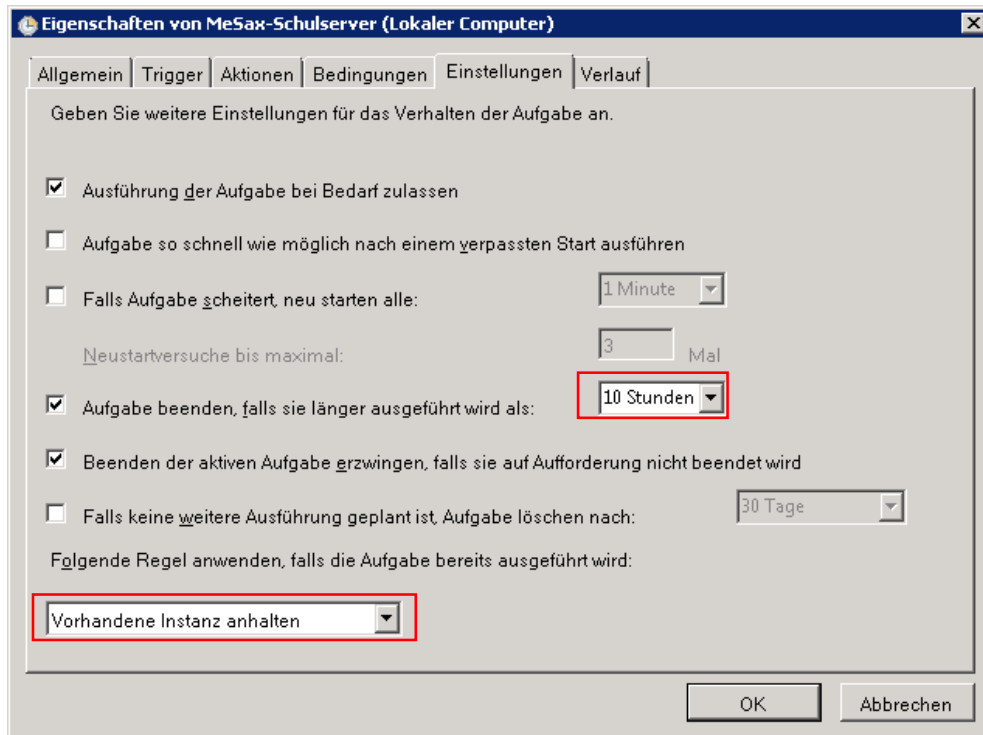 Eigenschaften von MeSax-Schulserver (Lokaler Computer)
Allgemein Trigger Aktionen Bedingungen Einstellungen Verlauf
Geben Sie weitere Einstellungen für das Verhalten der Aufgabe an.
Ausführung der Aufgabe bei Bedarf zulassen
Aufgabe so schnell wie möglich nach einem verpassten Start ausführen
Falls Aufgabe scheitert, neu starten alle: 1 Minute
Neustartversuche bis maximal: 3 Mal
Aufgabe beenden, falls sie länger ausgeführt wird als: 10 Stunden
Beenden der aktiven Aufgabe erzwingen, falls sie auf Aufforderung nicht beendet wird
Falls keine weitere Ausführung geplant ist, Aufgabe löschen nach: 30 Tage
Folgende Regel anwenden, falls die Aufgabe bereits ausgeführt wird:
Vorhandene Instanz anhalten
OK Abbrechen